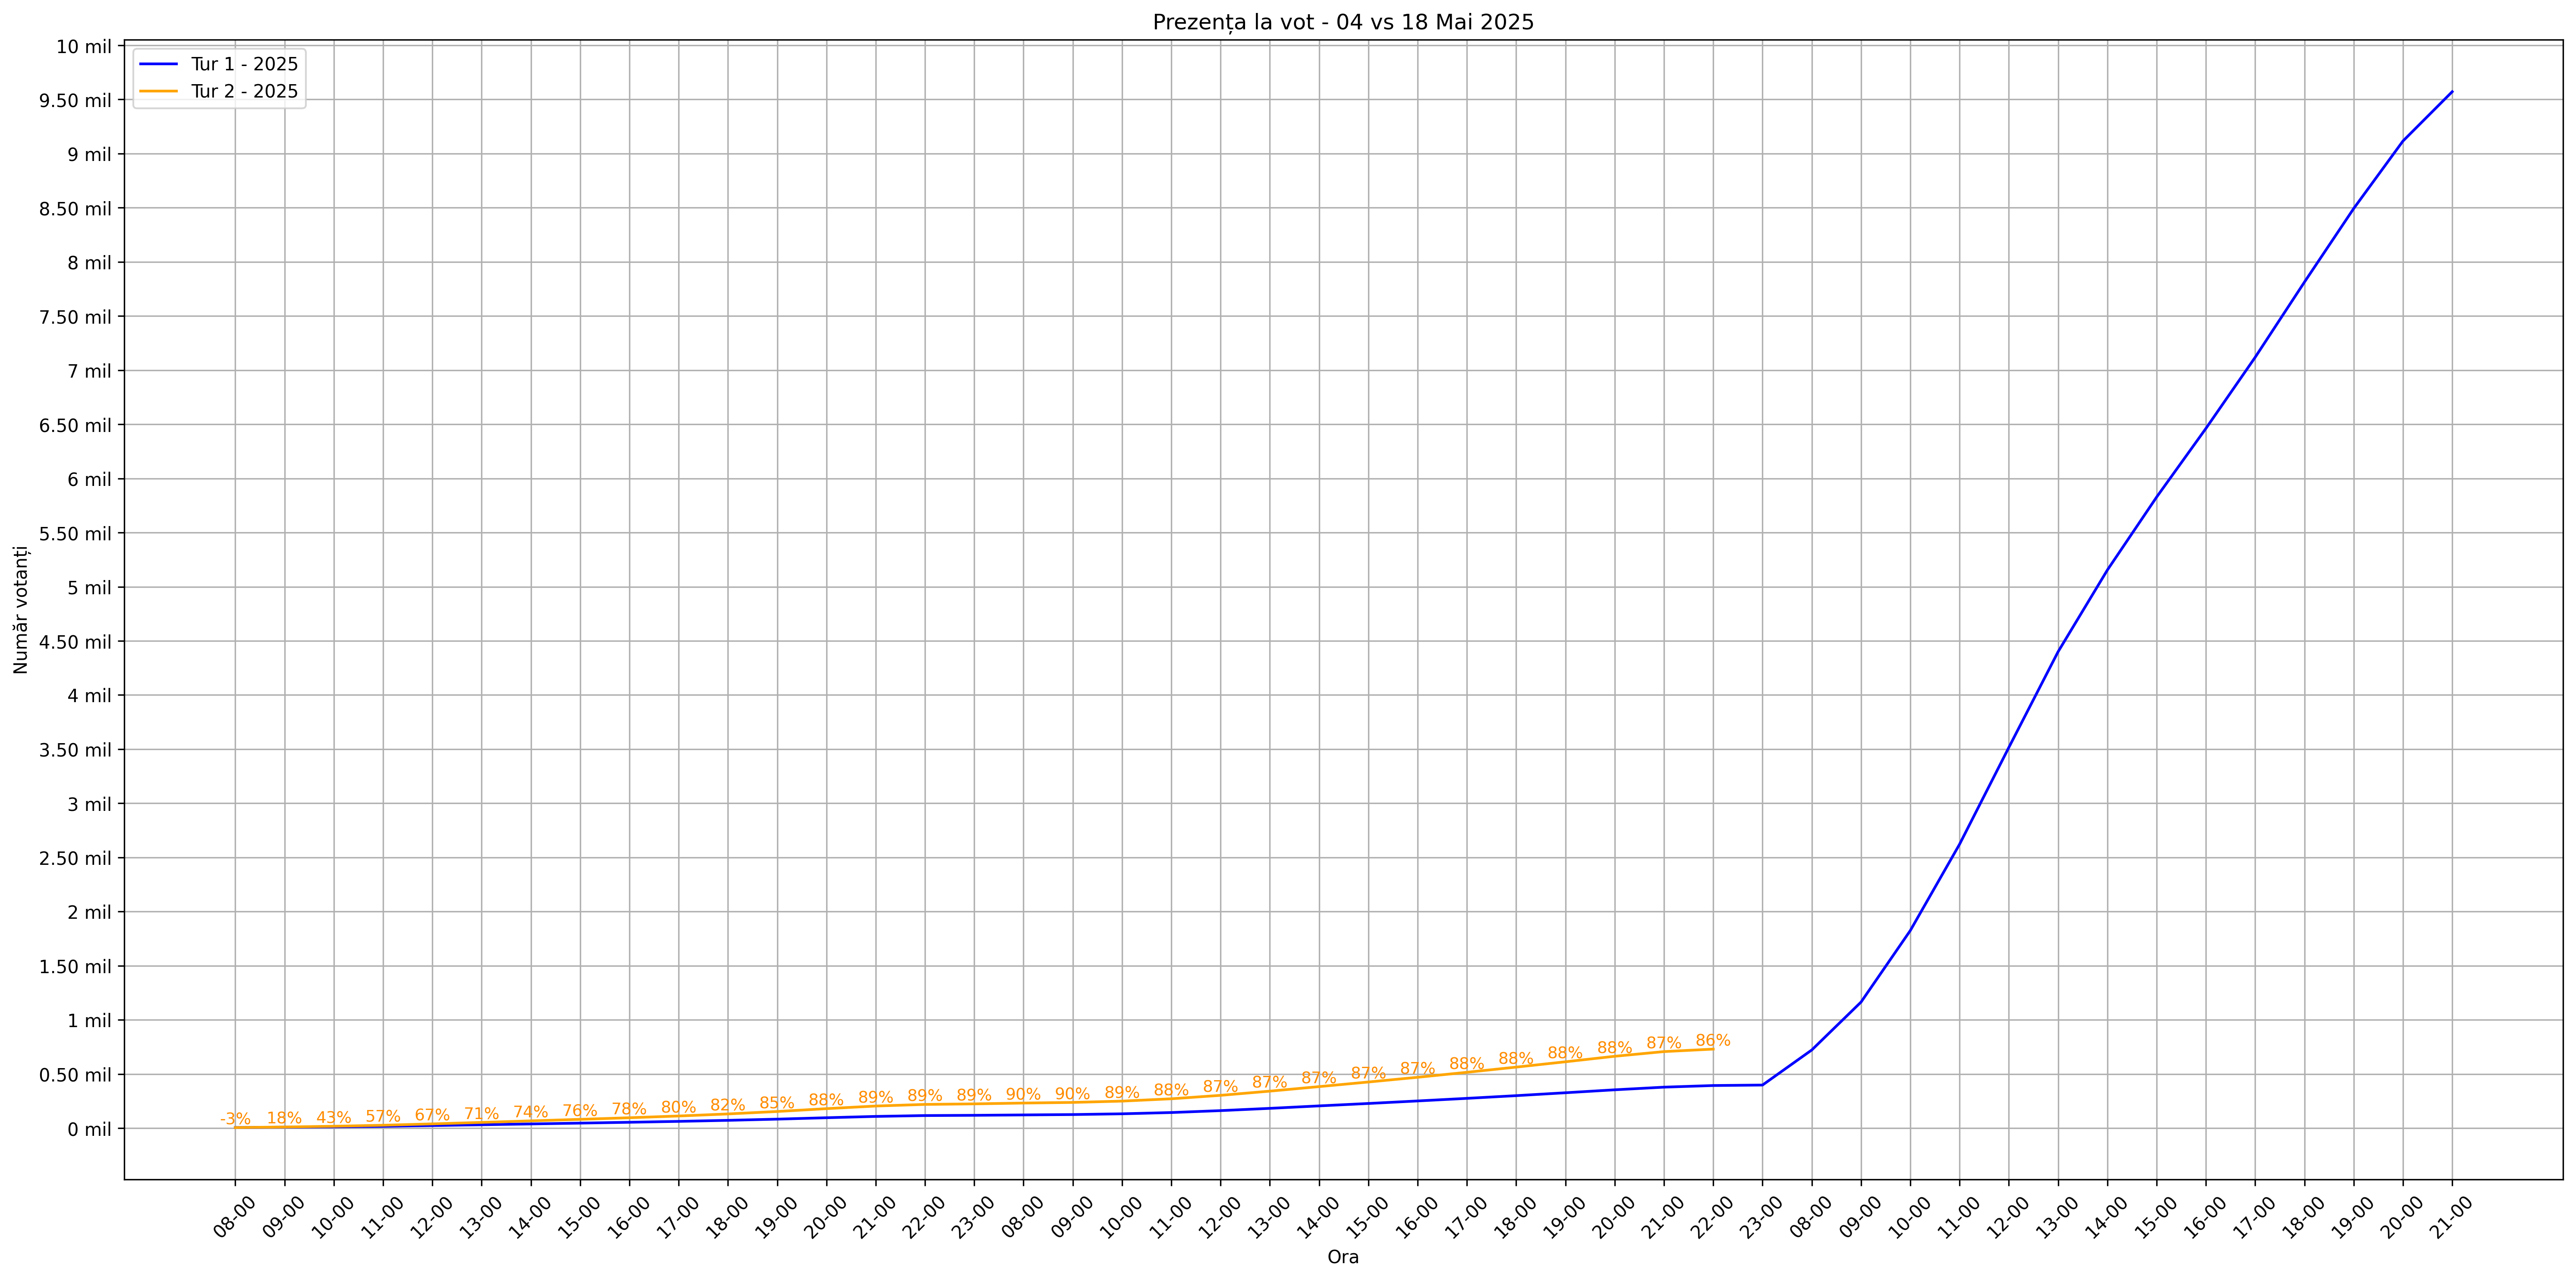 Prezența la vot - 04 vs 18 Mai 2025
Tur 1 - 2025
Tur 2 - 2025
Număr votanți
10 mil
9.50 mil
9 mil
8.50 mil
8 mil
7.50 mil
7 mil
6.50 mil
6 mil
5.50 mil
5 mil
4.50 mil
4 mil
3.50 mil
3 mil
2.50 mil
2 mil
1.50 mil
1 mil
0.50 mil
0 mil
-3% 18% 43% 57% 67% 71% 74% 76% 78% 80% 82% 85% 88% 89% 89% 89% 90% 90% 89% 88% 87% 87% 87% 87% 87% 88% 88% 88% 88% 87% 86%
08-00 09-00 10-00 11-00 12-00 13-00 14-00 15-00 16-00 17-00 18-00 19-00 20-00 21-00 22-00 23-00 08-00 09-00 10-00 11-00 12-00 13-00 14-00 15-00 16-00 17-00 18-00 19-00 20-00 21-00 22-00 23-00 08-00 09-00 10-00 11-00 12-00 13-00 14-00 15-00 16-00 17-00 18-00 19-00 20-00 21-00
Ora